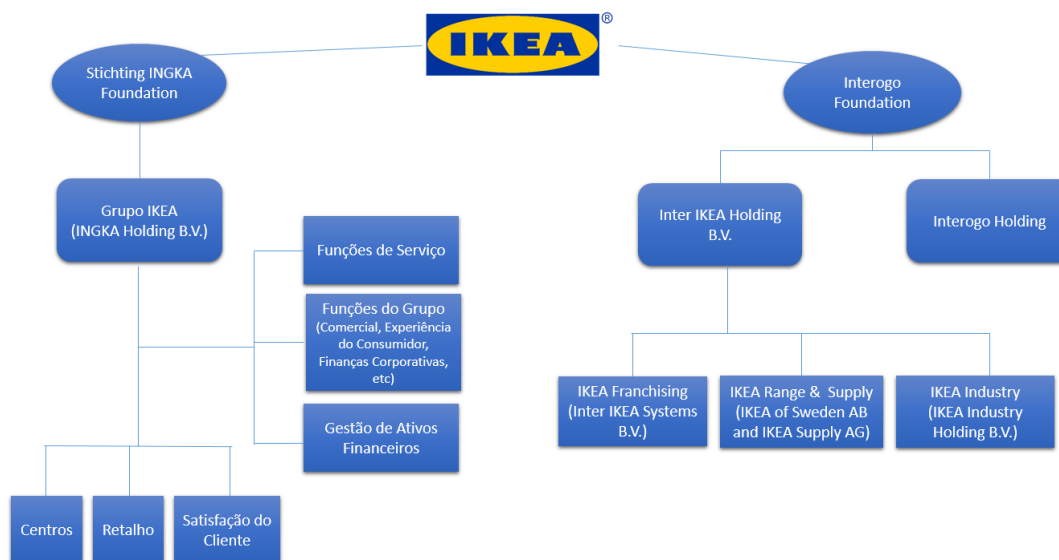 IKEA®
Stichting INGKA
Foundation
Interogo
Foundation
Grupo IKEA
(INGKA Holding B.V.)
Inter IKEA Holding
B.V.
Interogo Holding
Funções de Serviço
Funções do Grupo
(Comercial, Experiência
do Consumidor,
Finanças Corporativas,
etc)
Gestão de Ativos
Financeiros
IKEA Franchising
(Inter IKEA Systems
B.V.)
IKEA Range & Supply
(IKEA of Sweden AB
and IKEA Supply AG)
IKEA Industry
(IKEA Industry
Holding B.V.)
Centros
Retalho
Satisfação do
Cliente